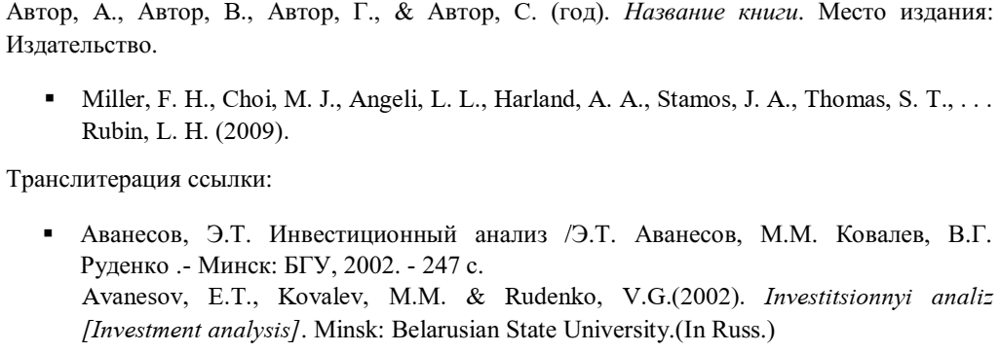 Автор, А., Автор, В., Автор, Г., & Автор, С. (год). Название книги. Место издания:
Издательство.
▪ Miller, F. H., Choi, M. J., Angeli, L. L., Harland, A. A., Stamos, J. A., Thomas, S. T., . . .
Rubin, L. H. (2009).
Транслитерация ссылки:
▪ Аванесов, Э.Т. Инвестиционный анализ /Э.Т. Аванесов, М.М. Ковалев, В.Г.
Руденко .- Минск: БГУ, 2002. - 247 с.
Avanesov, E.T., Kovalev, M.M. & Rudenko, V.G.(2002). Investitsionnyi analiz
[Investment analysis]. Minsk: Belarusian State University.(In Russ.)